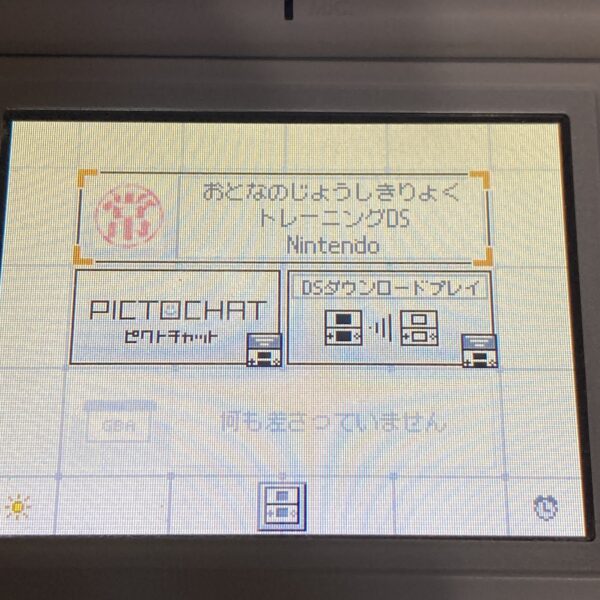 MIC.
おとなのじょうしきりょく
トレーニングDS
Nintendo
PICTOCHAT
ピクトチャット
DSダウンロードプレイ
GBA
何も差さっていません